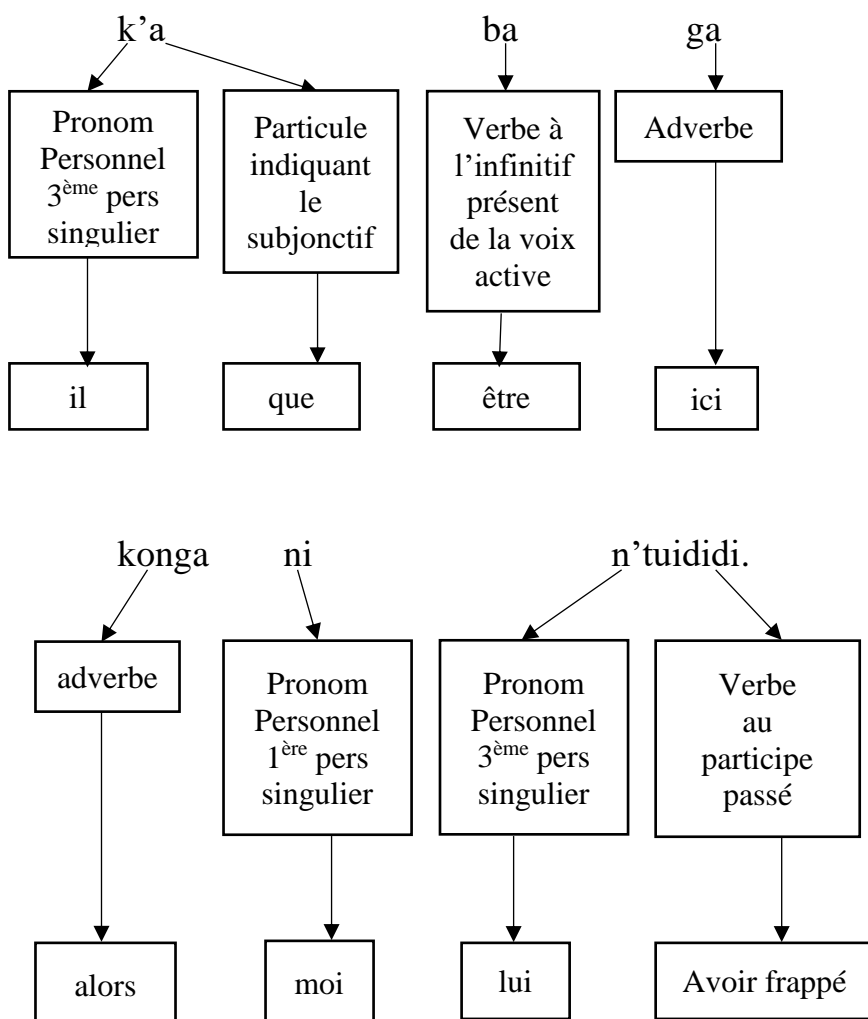 k’a ba ga
Pronom
Personnel
3ème pers
singulier
Particule
indiquant
le
subjonctif
Verbe à
l’infinitif
présent
de la voix
active
Adverbe
il
que
être
ici
konga ni n’tuididi.
adverbe
Pronom
Personnel
1ère pers
singulier
Pronom
Personnel
3ème pers
singulier
Verbe
au
participe
passé
alors
moi
lui
Avoir frappé